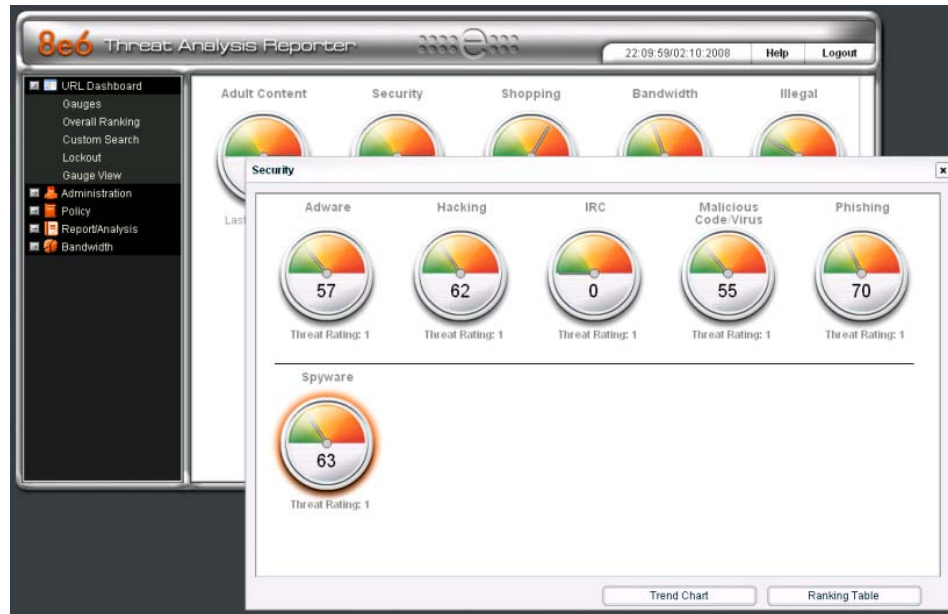 8e6 Threat Analysis Reporter
22:09:59/02:10:2008 Help Logout
URL Dashboard
Gauges
Overall Ranking
Custom Search
Lockout
Gauge View
Administration
Policy
Report/Analysis
Bandwidth
Adult Content Security Shopping Bandwidth Illegal
Last
Security
Adware Hacking IRC Malicious Code/Virus Phishing
57 62 0 55 70
Threat Rating: 1 Threat Rating: 1 Threat Rating: 1 Threat Rating: 1 Threat Rating: 1
Spyware
63
Threat Rating: 1
Trend Chart Ranking Table